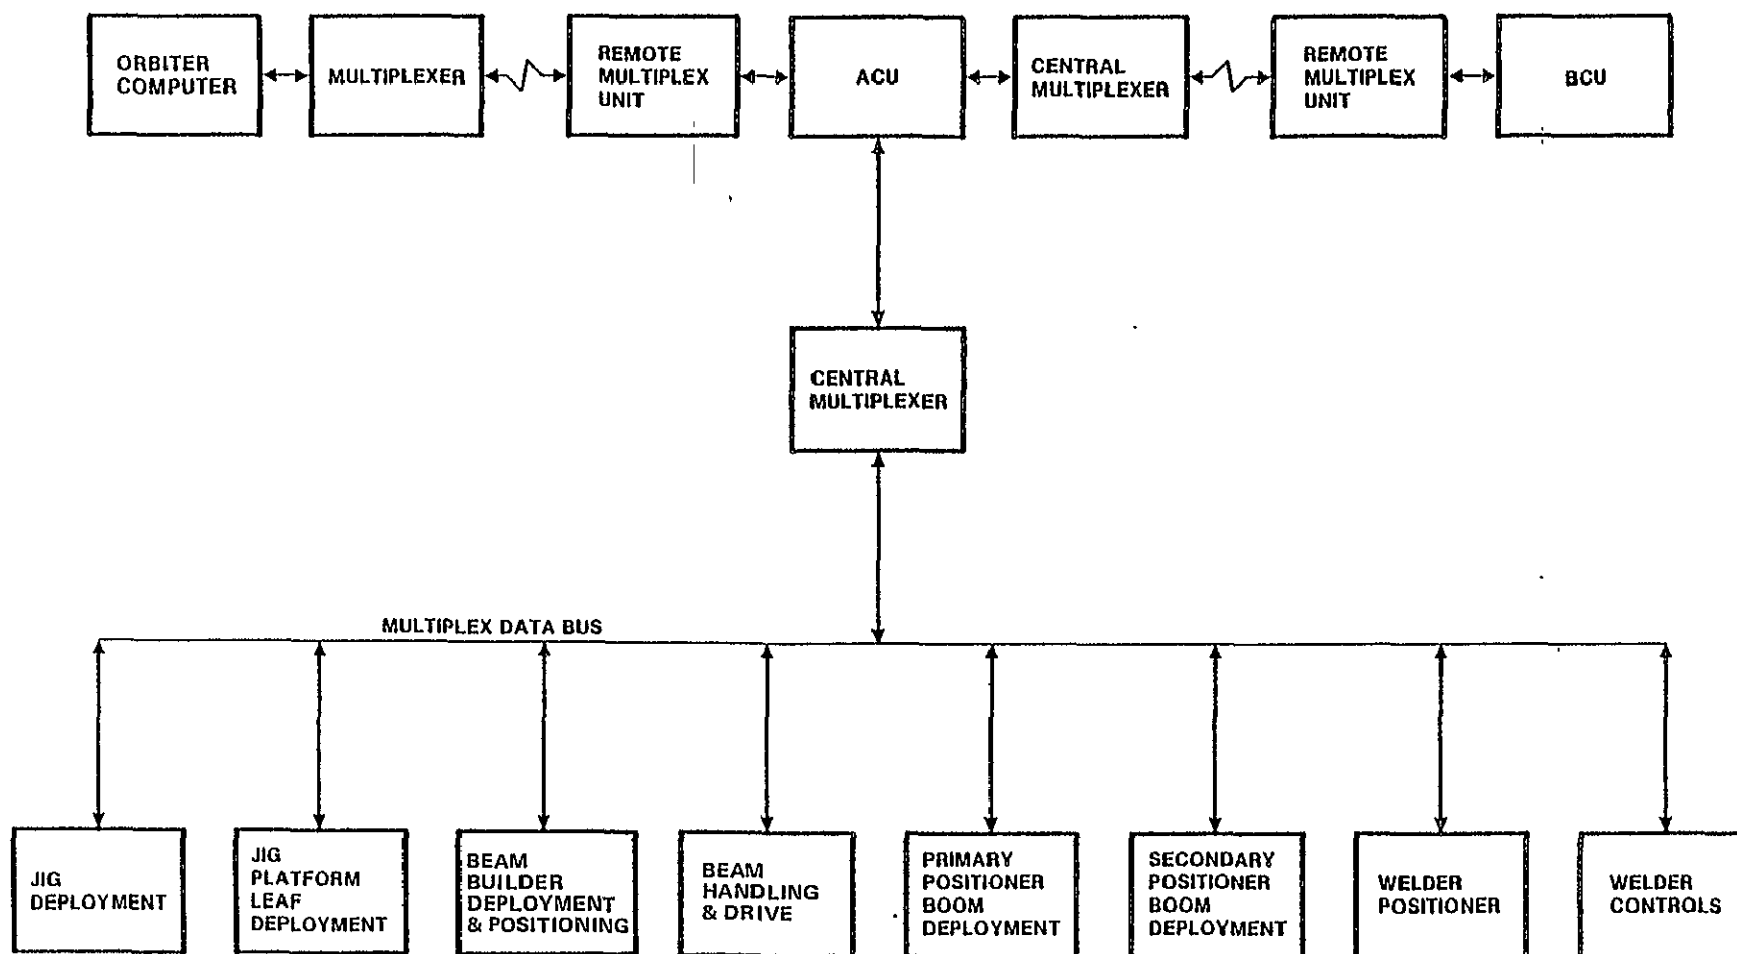 ORBITER
COMPUTER
MULTIPLEXER
REMOTE
MULTIPLEX
UNIT
ACU
CENTRAL
MULTIPLEXER
REMOTE
MULTIPLEX
UNIT
BCU
CENTRAL
MULTIPLEXER
MULTIPLEX DATA BUS
JIG
DEPLOYMENT
JIG
PLATFORM
LEAF
DEPLOYMENT
BEAM
BUILDER
DEPLOYMENT
& POSITIONING
BEAM
HANDLING
& DRIVE
PRIMARY
POSITIONER
BOOM
DEPLOYMENT
SECONDARY
POSITIONER
BOOM
DEPLOYMENT
WELDER
POSITIONER
WELDER
CONTROLS